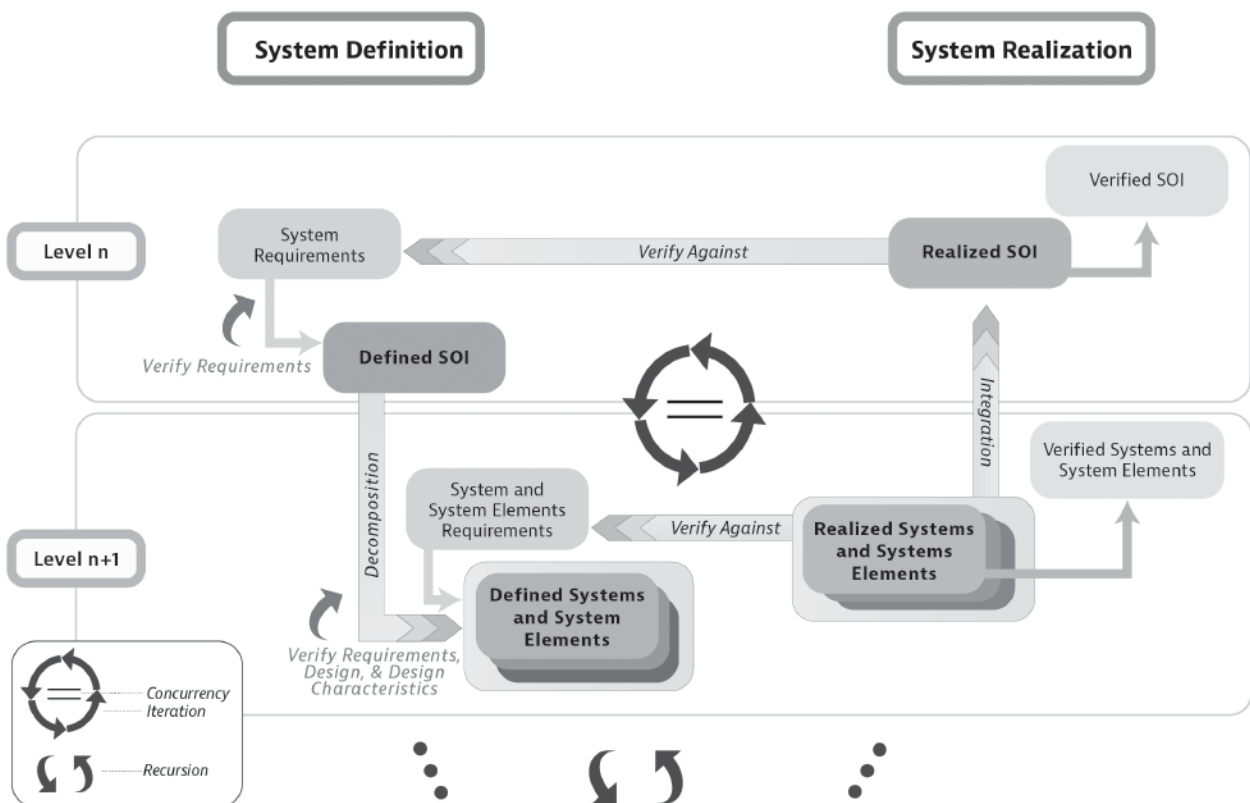 System Definition
System Realization
Verified SOI
Level n
System
Requirements
Verify Against
Realized SOI
Verify Requirements
Defined SOI
Integration
Decomposition
Verified Systems and
System Elements
System and
System Elements
Requirements
Verify Against
Realized Systems
and Systems
Elements
Level n+1
Defined Systems
and System
Elements
Verify Requirements,
Design, & Design
Characteristics
Concurrency
Iteration
Recursion